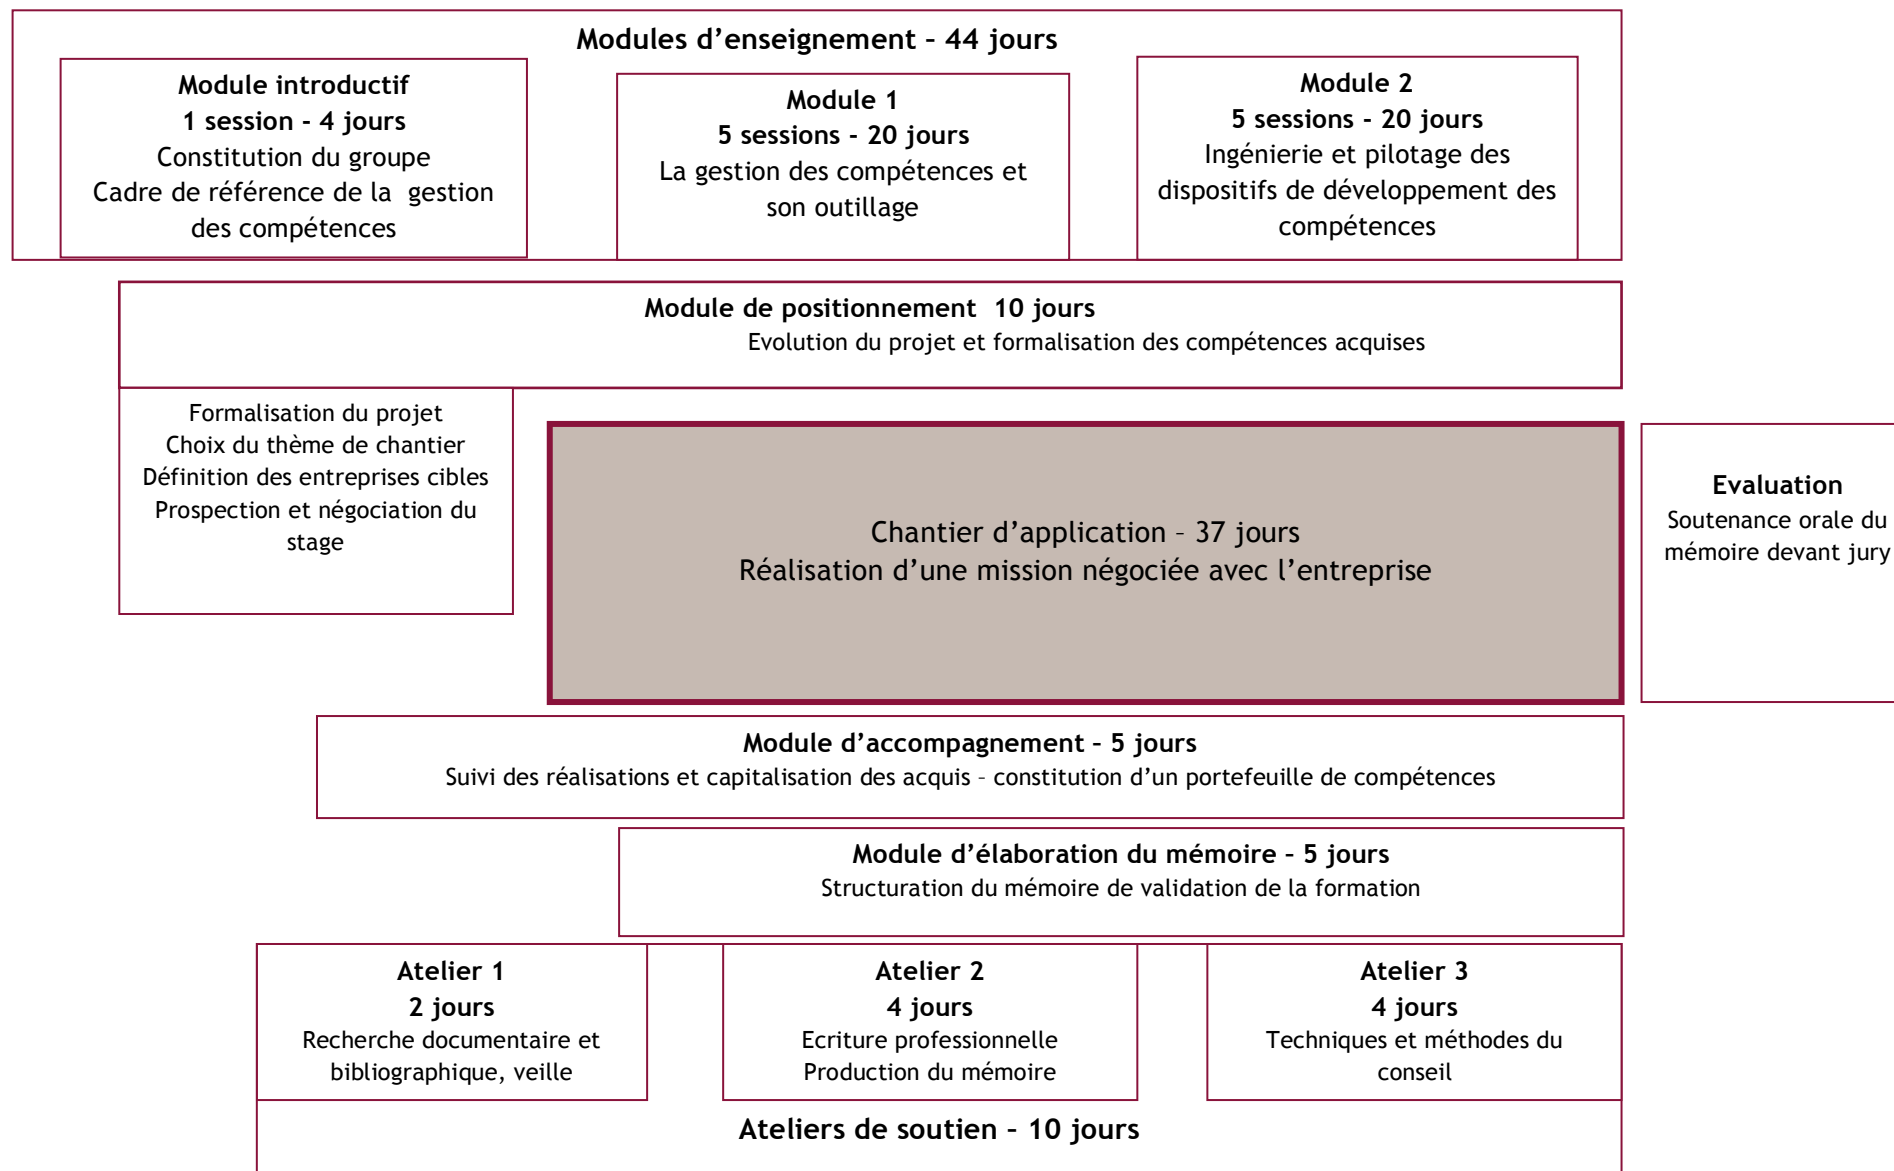 Modules d’enseignement – 44 jours
Module introductif
1 session - 4 jours
Constitution du groupe
Cadre de référence de la gestion
des compétences
Module 1
5 sessions - 20 jours
La gestion des compétences et
son outillage
Module 2
5 sessions - 20 jours
Ingénierie et pilotage des
dispositifs de développement des
compétences
Module de positionnement 10 jours
Evolution du projet et formalisation des compétences acquises
Formalisation du projet
Choix du thème de chantier
Définition des entreprises cibles
Prospection et négociation du
stage
Chantier d’application – 37 jours
Réalisation d’une mission négociée avec l’entreprise
Evaluation
Soutenance orale du
mémoire devant jury
Module d’accompagnement – 5 jours
Suivi des réalisations et capitalisation des acquis – constitution d’un portefeuille de compétences
Module d’élaboration du mémoire – 5 jours
Structuration du mémoire de validation de la formation
Atelier 1
2 jours
Recherche documentaire et
bibliographique, veille
Atelier 2
4 jours
Ecriture professionnelle
Production du mémoire
Atelier 3
4 jours
Techniques et méthodes du
conseil
Ateliers de soutien – 10 jours